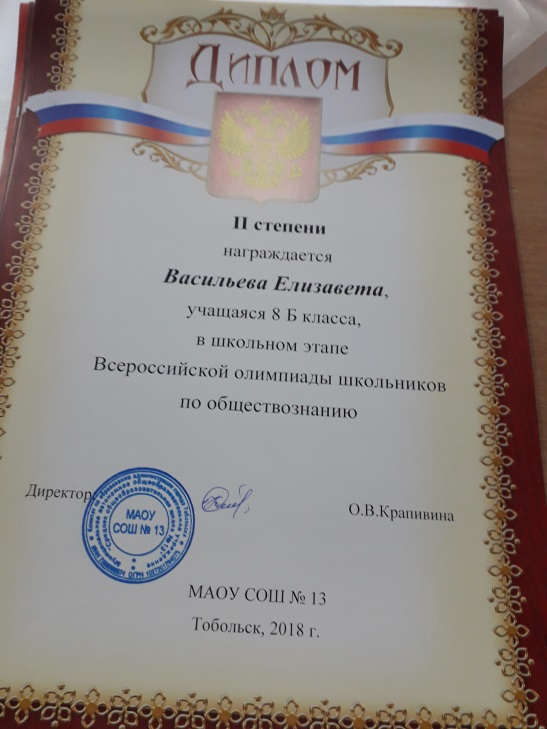 ДИПЛОМ
II степени
награждается
Васильева Елизавета,
учащаяся 8 Б класса,
в школьном этапе
Всероссийской олимпиады школьников
по обществознанию
Директор
МАОУ
СОШ № 13
О.В.Крапивина
МАОУ СОШ № 13
Тобольск, 2018 г.